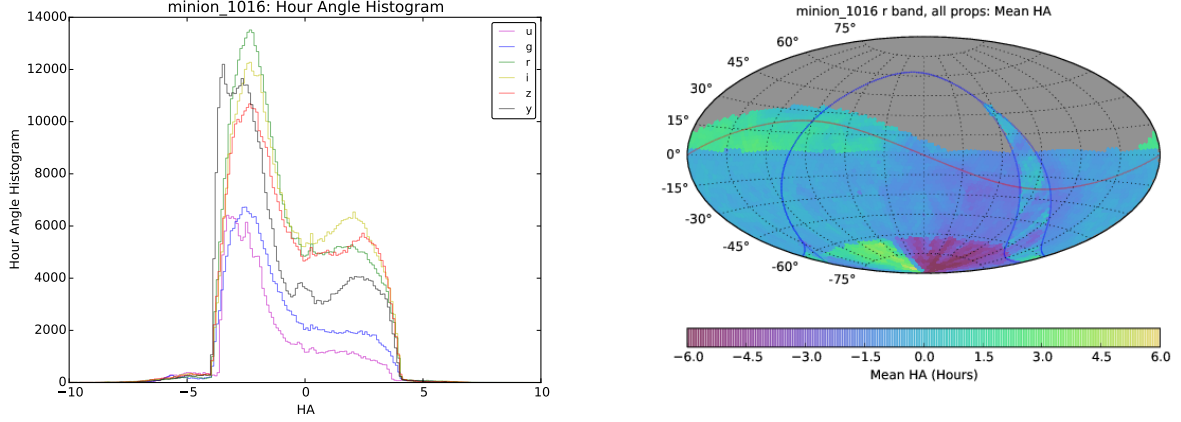 minion_1016: Hour Angle Histogram
14000
12000
10000
8000
6000
4000
2000
0
Hour Angle Histogram
−10
−5
0
5
10
HA
u
g
r
i
z
y
minion_1016 r band, all props: Mean HA
75°
60°
45°
30°
15°
0°
-15°
-30°
-45°
-60°
-75°
−6.0 −4.5 −3.0 −1.5 0.0 1.5 3.0 4.5 6.0
Mean HA (Hours)